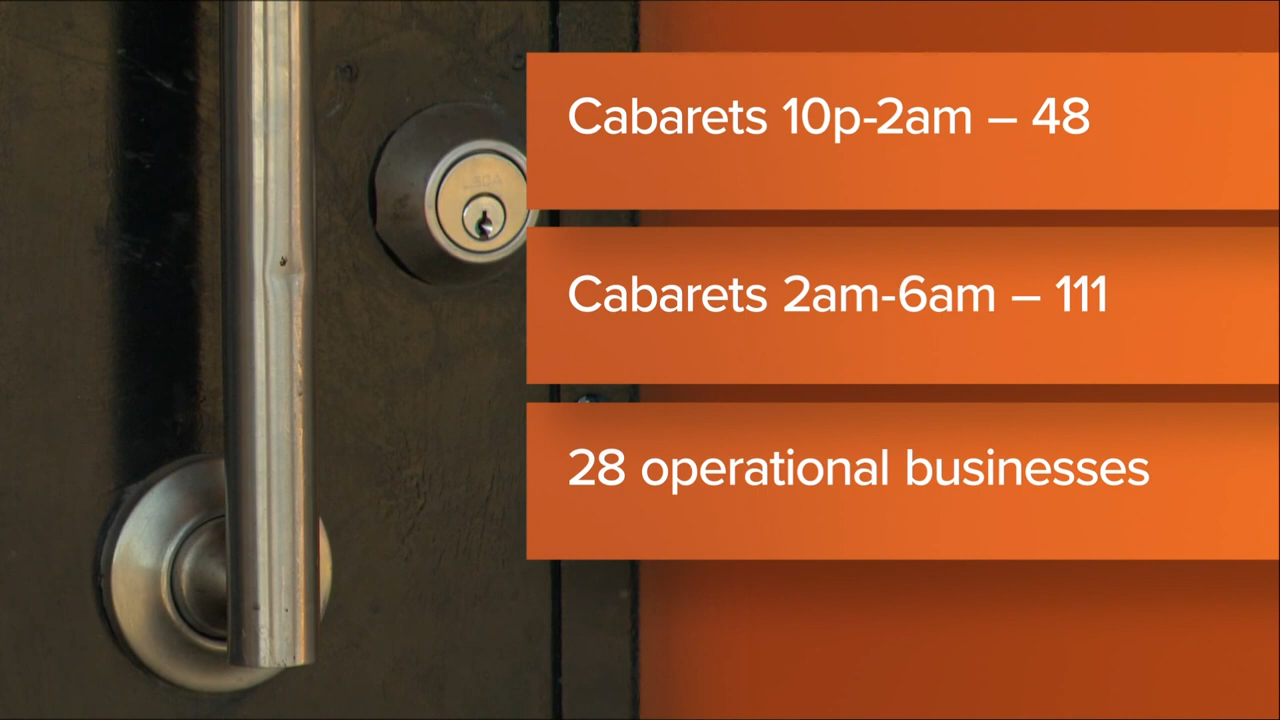 Cabarets 10p-2am – 48
Cabarets 2am-6am – 111
28 operational businesses